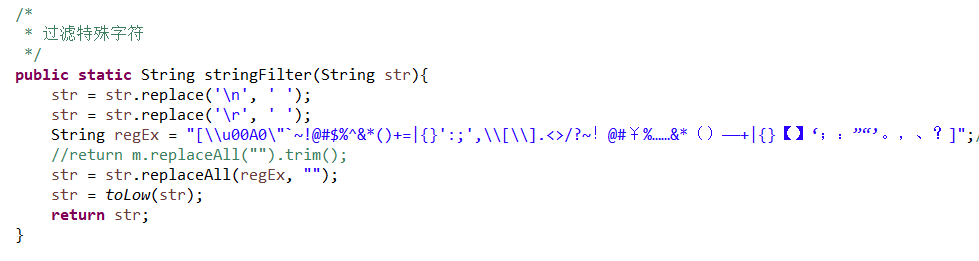 /*
 * 过滤特殊字符
 */
public static String stringFilter(String str){
    str = str.replace('\n', ' ');
    str = str.replace('\r', ' ');
    String regEx = "[\\u00A0\"`~!@#$%^&*()+=|{}':;',\\[\\].<>/?~！@#￥%……&*（）——+|{}【】‘；：”“’。，、？]";/
    //return m.replaceAll("").trim();
    str = str.replaceAll(regEx, "");
    str = toLow(str);
    return str;
}